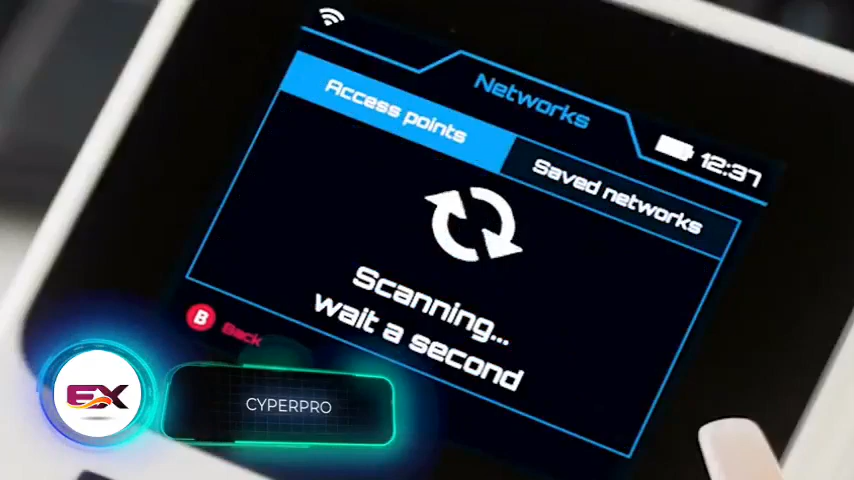 Networks
12:37
Access points
Saved networks
Scanning...
wait a second
B Back
EX
CYPERPRO